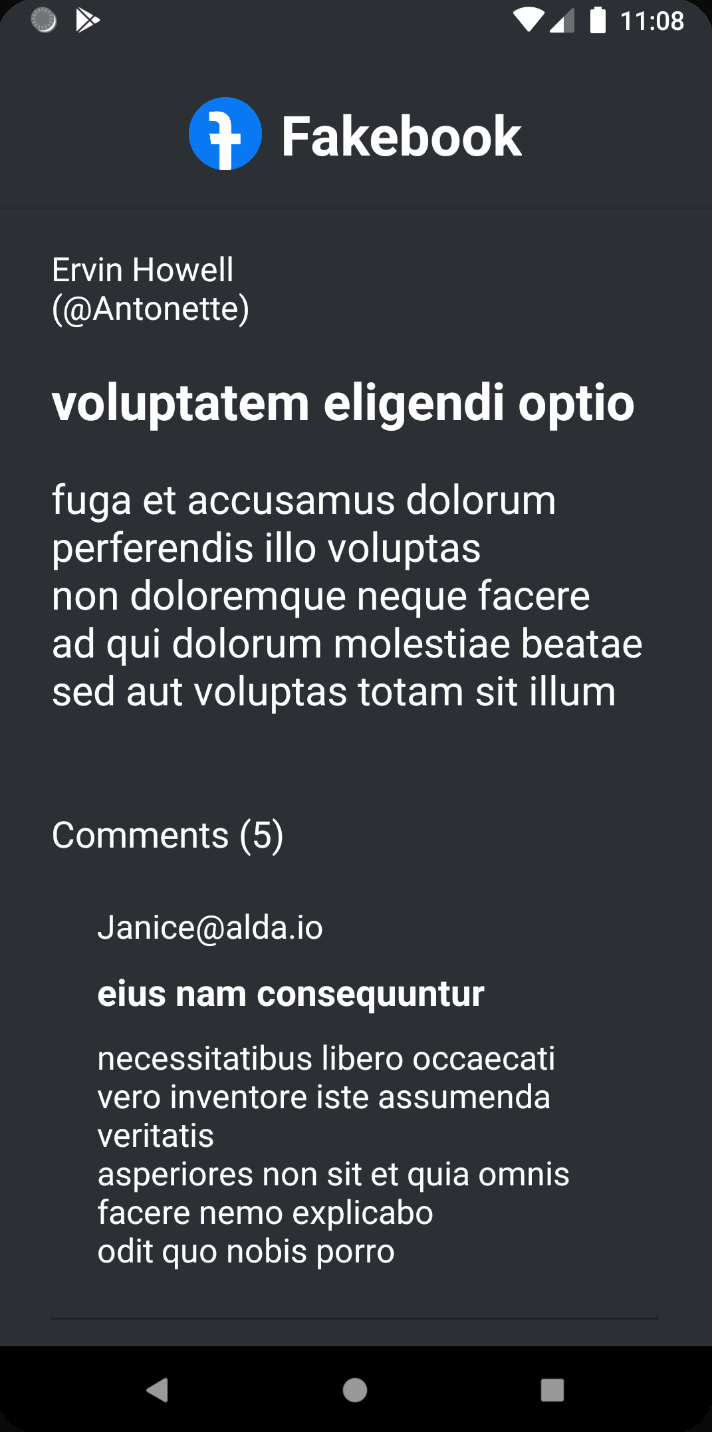 11:08
Fakebook
Ervin Howell
(@Antonette)
voluptatem eligendi optio
fuga et accusamus dolorum
perferendis illo voluptas
non doloremque neque facere
ad qui dolorum molestiae beatae
sed aut voluptas totam sit illum
Comments (5)
Janice@alda.io
eius nam consequuntur
necessitatibus libero occaecati
vero inventore iste assumenda
veritatis
asperiores non sit et quia omnis
facere nemo explicabo
odit quo nobis porro